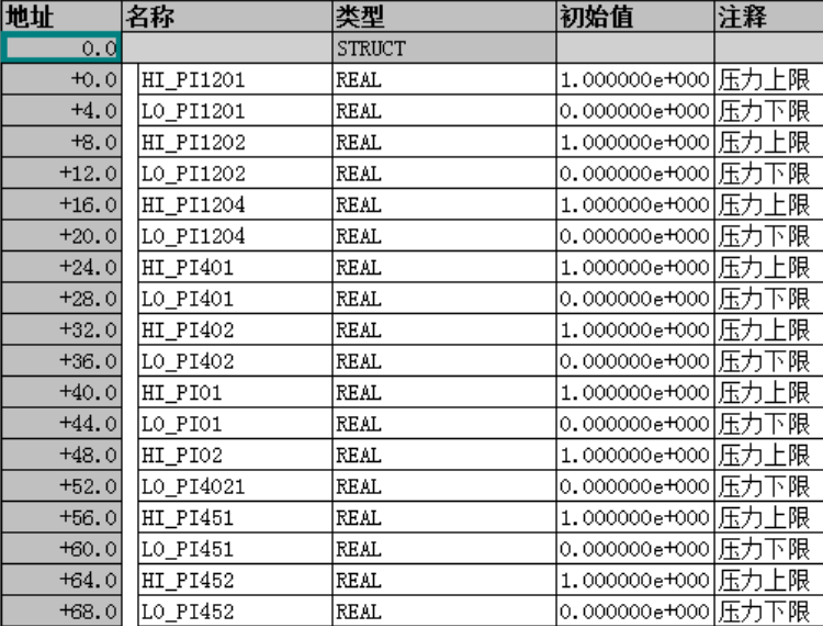 地址 名称 类型 初始值 注释
0.0 STRUCT
+0.0 HI_PI1201 REAL 1.000000e+000 压力上限
+4.0 LO_PI1201 REAL 0.000000e+000 压力下限
+8.0 HI_PI1202 REAL 1.000000e+000 压力上限
+12.0 LO_PI1202 REAL 0.000000e+000 压力下限
+16.0 HI_PI1204 REAL 1.000000e+000 压力上限
+20.0 LO_PI1204 REAL 0.000000e+000 压力下限
+24.0 HI_PI401 REAL 1.000000e+000 压力上限
+28.0 LO_PI401 REAL 0.000000e+000 压力下限
+32.0 HI_PI402 REAL 1.000000e+000 压力上限
+36.0 LO_PI402 REAL 0.000000e+000 压力下限
+40.0 HI_PI01 REAL 1.000000e+000 压力上限
+44.0 LO_PI01 REAL 0.000000e+000 压力下限
+48.0 HI_PI02 REAL 1.000000e+000 压力上限
+52.0 LO_PI4021 REAL 0.000000e+000 压力下限
+56.0 HI_PI451 REAL 1.000000e+000 压力上限
+60.0 LO_PI451 REAL 0.000000e+000 压力下限
+64.0 HI_PI452 REAL 1.000000e+000 压力上限
+68.0 LO_PI452 REAL 0.000000e+000 压力下限